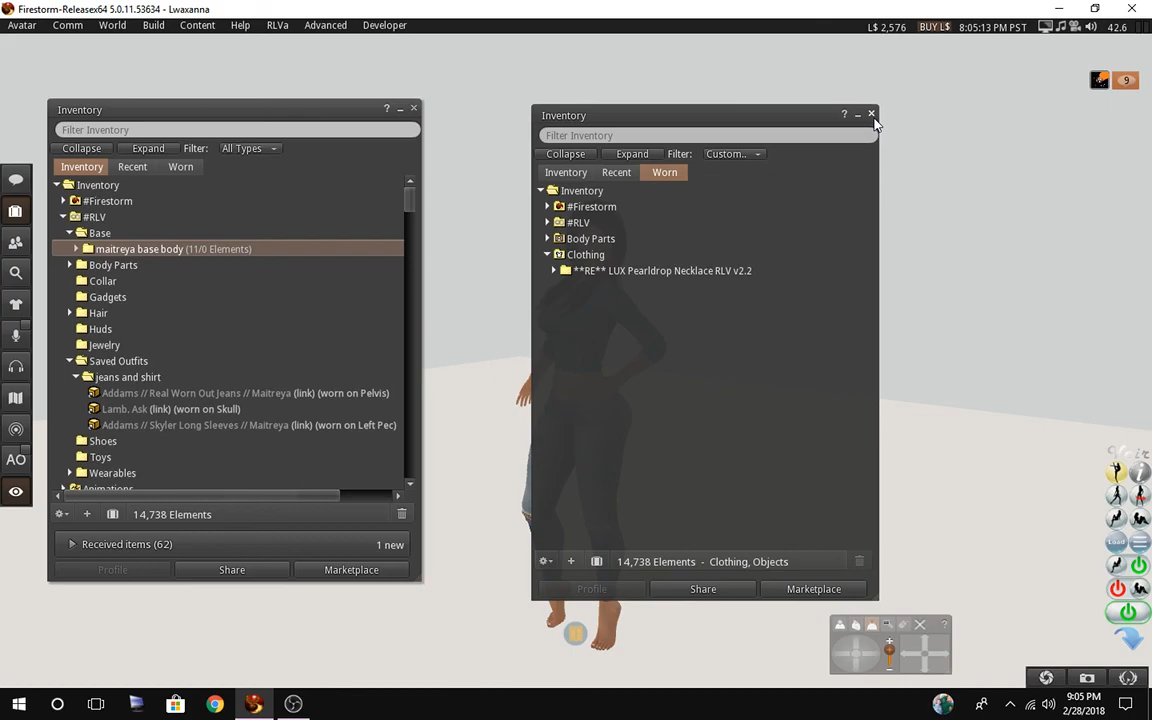 Firestorm-Releasex64 5.0.11.53634 - Lwaxanna
Avatar Comm World Build Content Help RLVa Advanced Developer
L$ 2,576 BUY L$ 8:05:13 PM PST 42.6
9
Inventory ?
Filter Inventory
Collapse Expand Filter: All Types
Inventory Recent Worn
Inventory
#Firestorm
#RLV
Base
maitreya base body (11/0 Elements)
Body Parts
Collar
Gadgets
Hair
Huds
Jewelry
Saved Outfits
jeans and shirt
Addams // Real Worn Out Jeans // Maitreya (link) (worn on Pelvis)
Lamb. Ask (link) (worn on Skull)
Addams // Skyler Long Sleeves // Maitreya (link) (worn on Left Pec)
Shoes
Toys
Wearables
Animations
14,738 Elements
Received items (62) 1 new
Profile Share Marketplace
Inventory ?
Filter Inventory
Collapse Expand Filter: Custom..
Inventory Recent Worn
Inventory
#Firestorm
#RLV
Body Parts
Clothing
**RE** LUX Pearldrop Necklace RLV v2.2
14,738 Elements - Clothing, Objects
Profile Share Marketplace
AO
Load
?
9:05 PM
2/28/2018